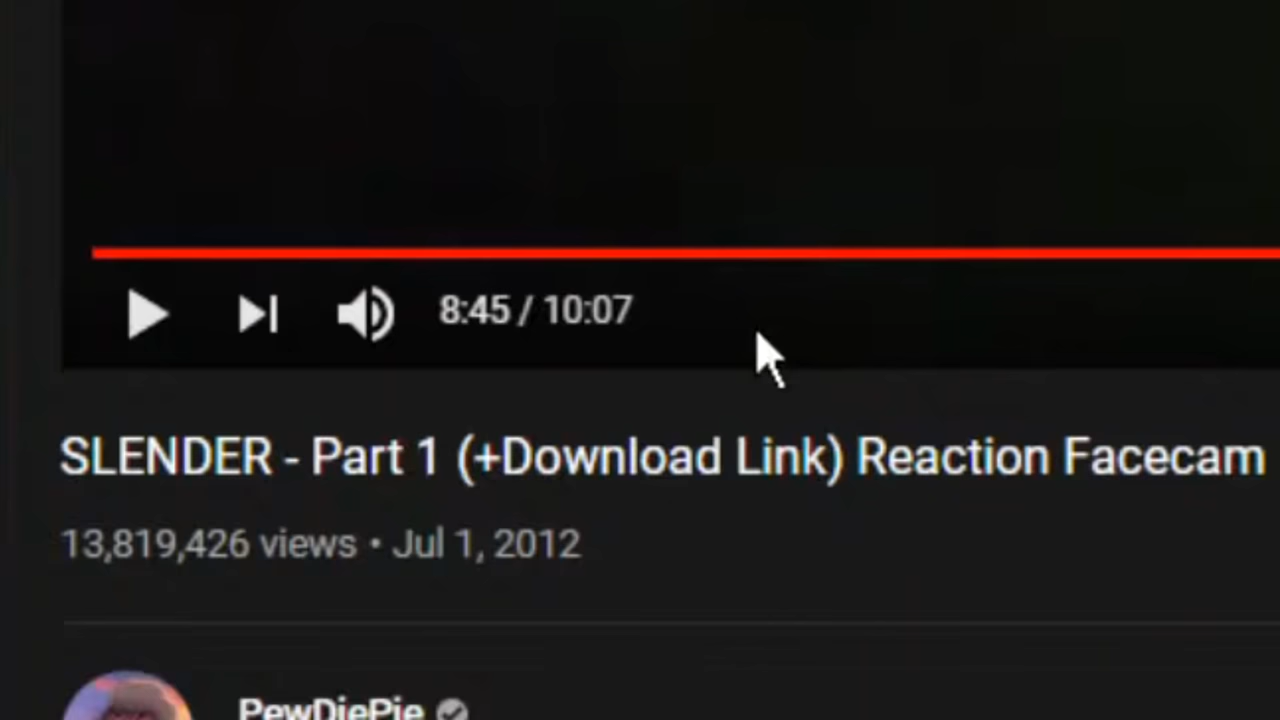 8:45 / 10:07
SLENDER - Part 1 (+Download Link) Reaction Facecam
13,819,426 views • Jul 1, 2012
PewDiePie